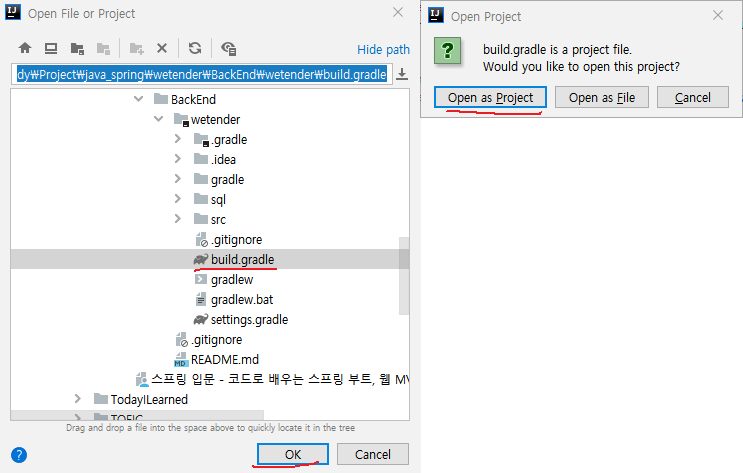 Open File or Project
Hide path
dy₩Project₩java_spring₩wetender₩BackEnd₩wetender₩build.gradle
BackEnd
wetender
.gradle
.idea
gradle
sql
src
.gitignore
build.gradle
gradlew
gradlew.bat
settings.gradle
.gitignore
README.md
스프링 입문 - 코드로 배우는 스프링 부트, 웹 MV
TodayILearned
TOEIC
Drag and drop a file into the space above to quickly locate it in the tree
?
OK
Cancel
Open Project
build.gradle is a project file.
Would you like to open this project?
Open as Project
Open as File
Cancel